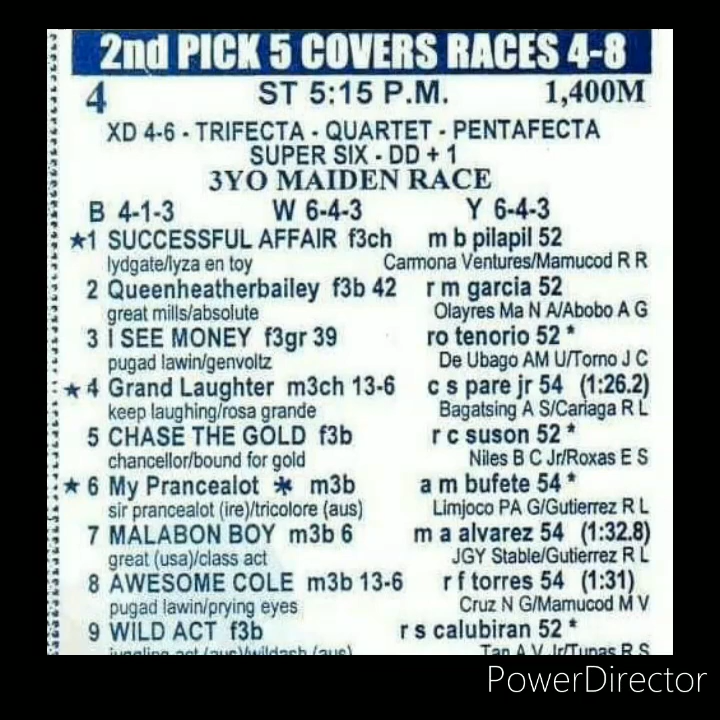 2nd PICK 5 COVERS RACES 4-8
4 ST 5:15 P.M. 1,400M
XD 4-6 - TRIFECTA - QUARTET - PENTAFECTA
SUPER SIX - DD + 1
3YO MAIDEN RACE
B 4-1-3 W 6-4-3 Y 6-4-3
★1 SUCCESSFUL AFFAIR f3ch m b pilapil 52
lydgate/lyza en toy Carmona Ventures/Mamucod R R
2 Queenheatherbailey f3b 42 r m garcia 52
great mills/absolute Olayres Ma N A/Abobo A G
3 I SEE MONEY f3gr 39 ro tenorio 52 *
pugad lawin/genvoltz De Ubago AM U/Torno J C
★ 4 Grand Laughter m3ch 13-6 c s pare jr 54 (1:26.2)
keep laughing/rosa grande Bagatsing A S/Cariaga R L
5 CHASE THE GOLD f3b r c suson 52 *
chancellor/bound for gold Niles B C Jr/Roxas E S
★ 6 My Prancealot * m3b a m bufete 54 *
sir prancealot (ire)/tricolore (aus) Limjoco PA G/Gutierrez R L
7 MALABON BOY m3b 6 m a alvarez 54 (1:32.8)
great (usa)/class act JGY Stable/Gutierrez R L
8 AWESOME COLE m3b 13-6 r f torres 54 (1:31)
pugad lawin/prying eyes Cruz N G/Mamucod M V
9 WILD ACT f3b r s calubiran 52 *
juggling act (aus)/wildash (aus) Tan A V Jr/Tupas R S
PowerDirector